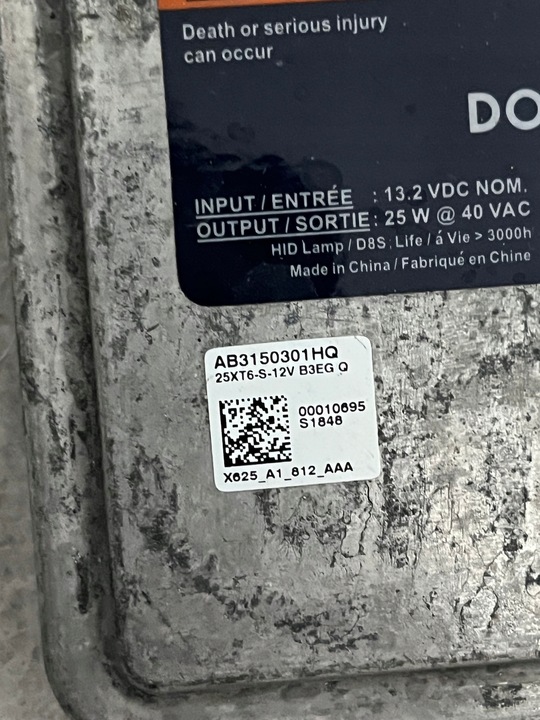 Death or serious injury
can occur
DO
INPUT / ENTRÉE : 13.2 VDC NOM.
OUTPUT / SORTIE : 25 W @ 40 VAC
HID Lamp / D8S: Life / á Vie > 3000h
Made in China / Fabriqué en Chine
AB3150301HQ
25XT6-S-12V B3EG Q
00010695
S1848
X625_A1_812_AAA